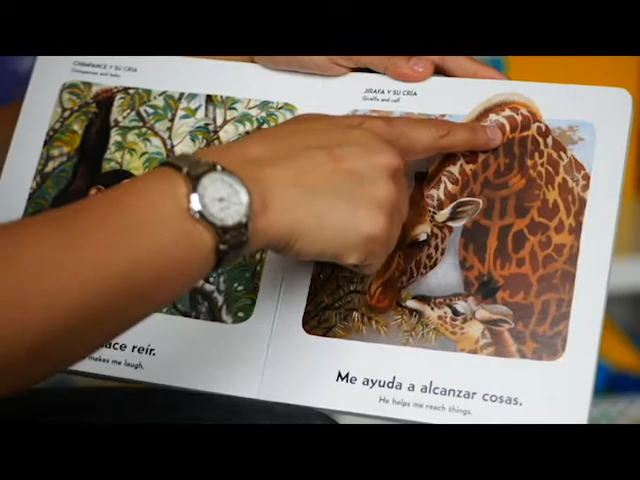 CHIMPANCÉ Y SU CRÍA
Chimpanzee and baby
JIRAFA Y SU CRÍA
Giraffe and calf
ace reír.
makes me laugh.
Me ayuda a alcanzar cosas.
He helps me reach things.